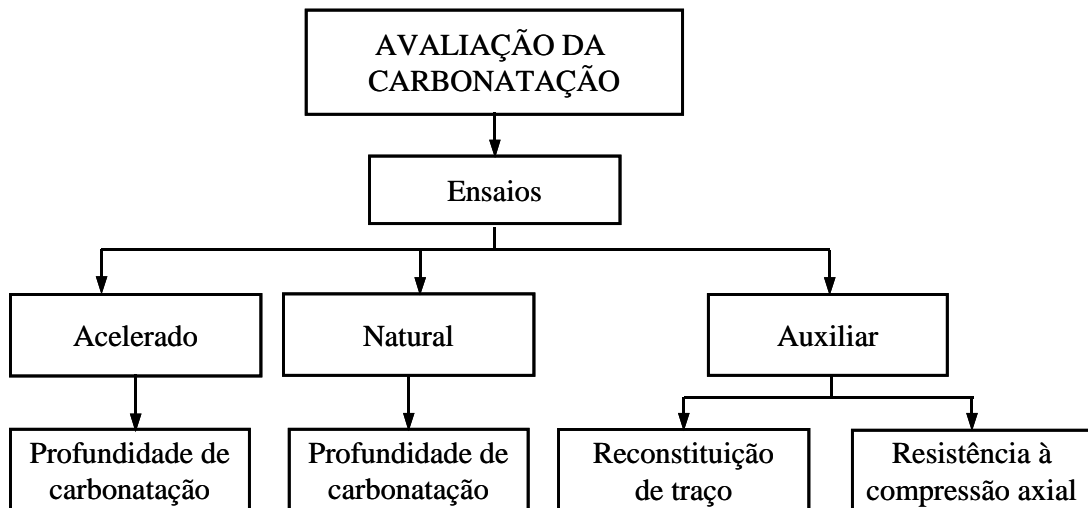 AVALIAÇÃO DA
CARBONATAÇÃO
Ensaios
Acelerado
Natural
Auxiliar
Profundidade de
carbonatação
Profundidade de
carbonatação
Reconstituição
de traço
Resistência à
compressão axial